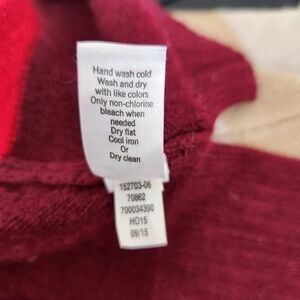 Hand wash cold
Wash and dry
with like colors
Only non-chlorine
bleach when
needed
Dry flat
Cool iron
Or
Dry clean
152703-06
70862
700034390
HO15
09/15